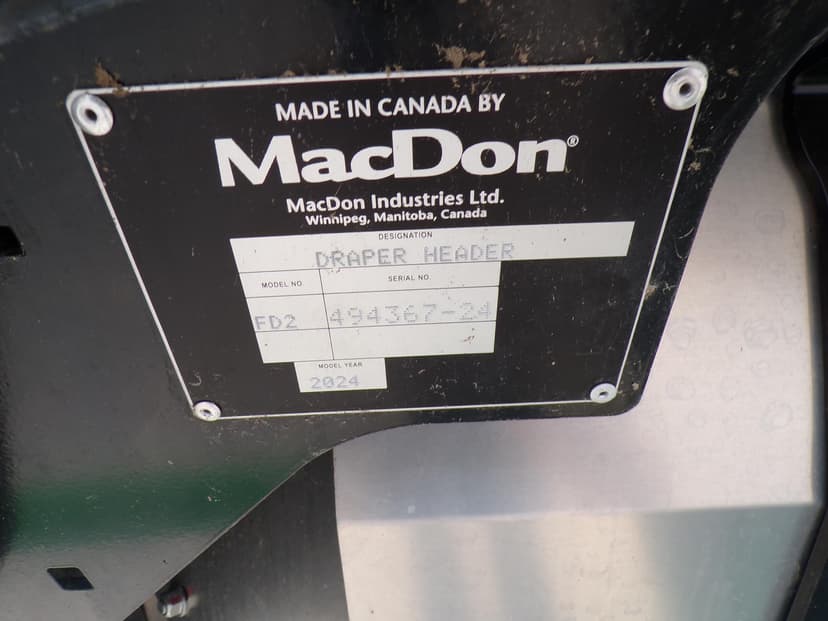 MADE IN CANADA BY
MacDon®
MacDon Industries Ltd.
Winnipeg, Manitoba, Canada
DESIGNATION
DRAPER HEADER
MODEL NO. SERIAL NO.
FD2 494367-24
MODEL YEAR
2024